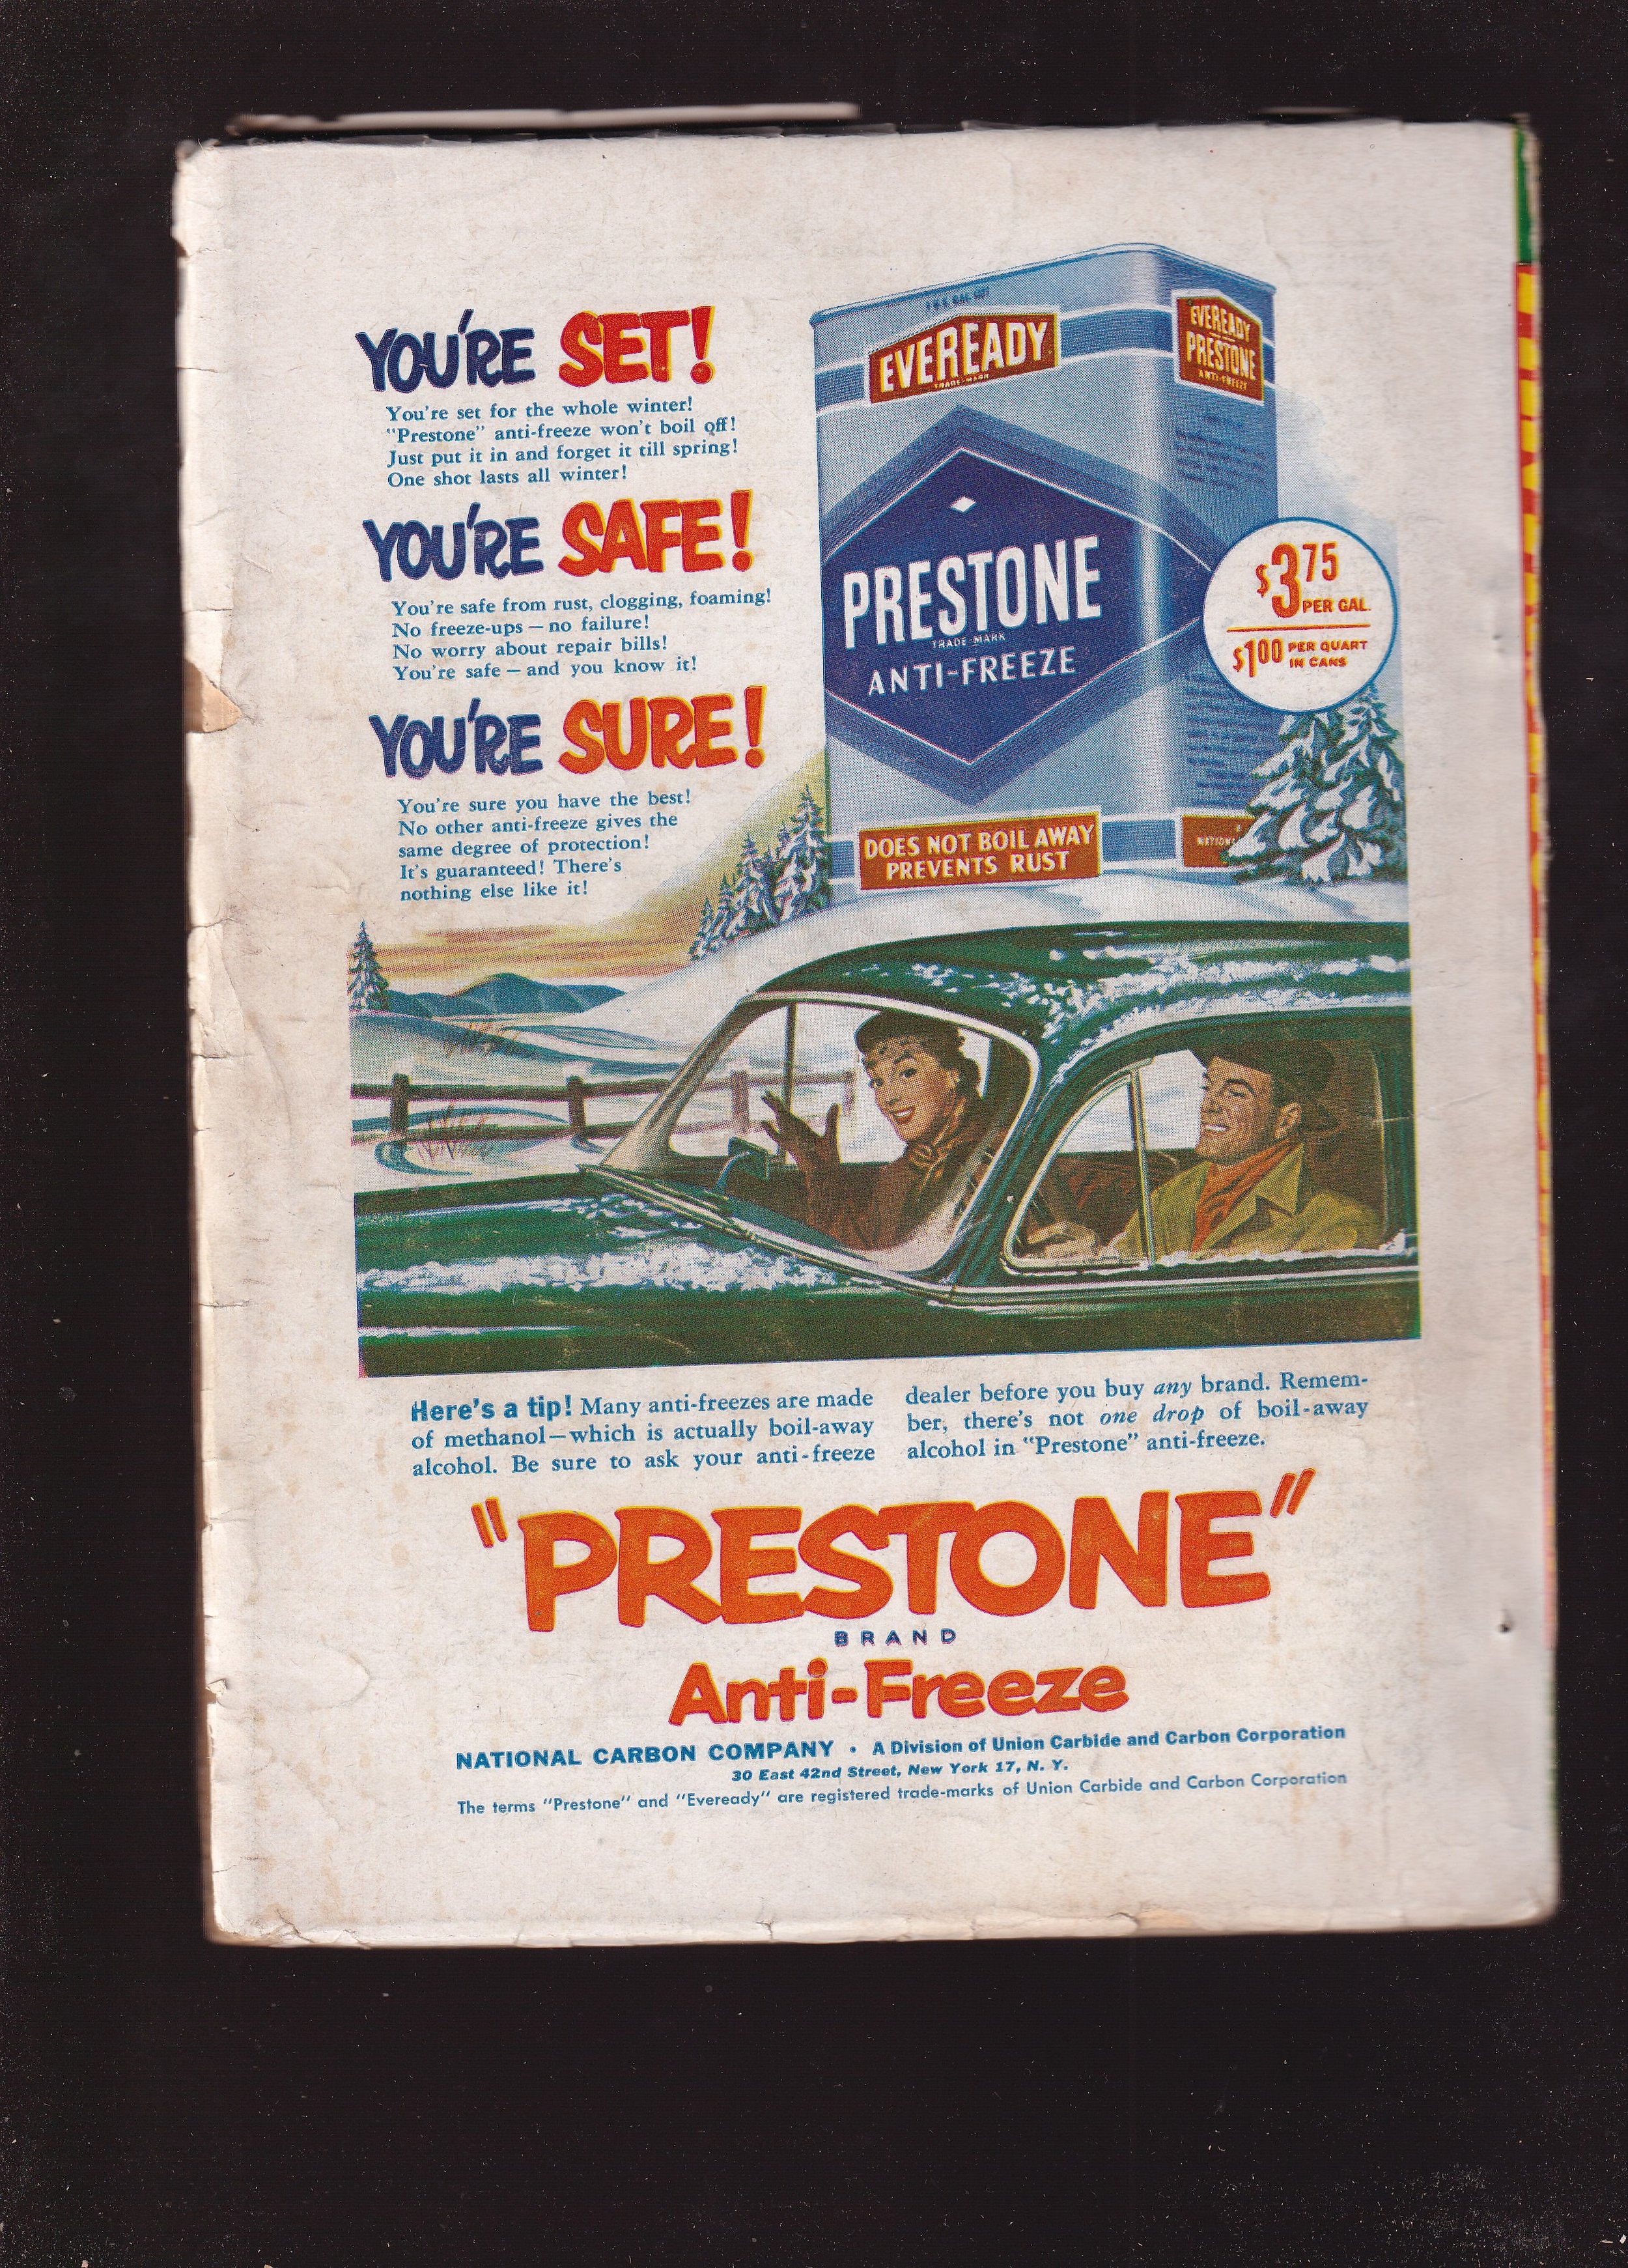 YOU'RE SET!
You're set for the whole winter!
"Prestone" anti-freeze won't boil off!
Just put it in and forget it till spring!
One shot lasts all winter!
YOU'RE SAFE!
You're safe from rust, clogging, foaming!
No freeze-ups — no failure!
No worry about repair bills!
You're safe — and you know it!
YOU'RE SURE!
You're sure you have the best!
No other anti-freeze gives the
same degree of protection!
It's guaranteed! There's
nothing else like it!
EVEREADY
TRADE-MARK
PRESTONE
TRADE-MARK
ANTI-FREEZE
DOES NOT BOIL AWAY
PREVENTS RUST
EVEREADY
PRESTONE
ANTI-FREEZE
$3.75
PER GAL.
$1.00 PER QUART
IN CANS
Here's a tip! Many anti-freezes are made
of methanol—which is actually boil-away
alcohol. Be sure to ask your anti-freeze
dealer before you buy any brand. Remem-
ber, there's not one drop of boil-away
alcohol in "Prestone" anti-freeze.
"PRESTONE"
BRAND
Anti-Freeze
NATIONAL CARBON COMPANY • A Division of Union Carbide and Carbon Corporation
30 East 42nd Street, New York 17, N. Y.
The terms "Prestone" and "Eveready" are registered trade-marks of Union Carbide and Carbon Corporation